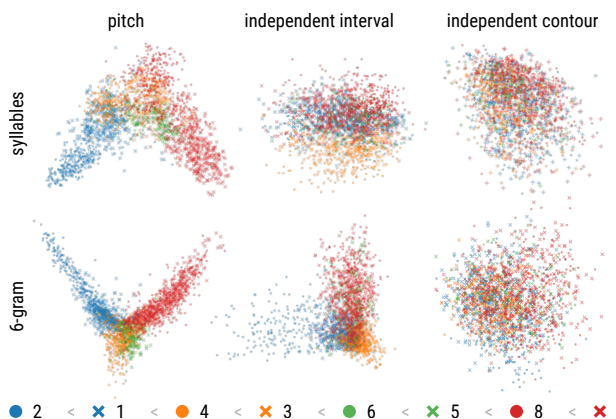 pitch independent interval independent contour
syllables
6-gram
2 < 1 < 4 < 3 < 6 < 5 < 8 <